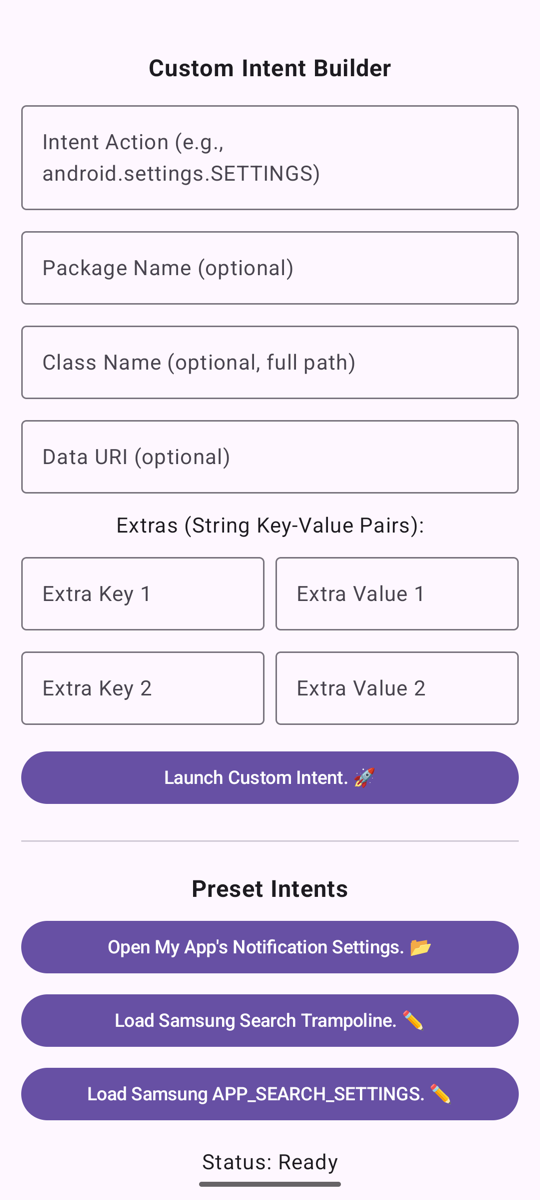 Custom Intent Builder
Intent Action (e.g.,
android.settings.SETTINGS)
Package Name (optional)
Class Name (optional, full path)
Data URI (optional)
Extras (String Key-Value Pairs):
Extra Key 1
Extra Value 1
Extra Key 2
Extra Value 2
Launch Custom Intent. 🚀
Preset Intents
Open My App's Notification Settings. 📂
Load Samsung Search Trampoline. ✏️
Load Samsung APP_SEARCH_SETTINGS. ✏️
Status: Ready